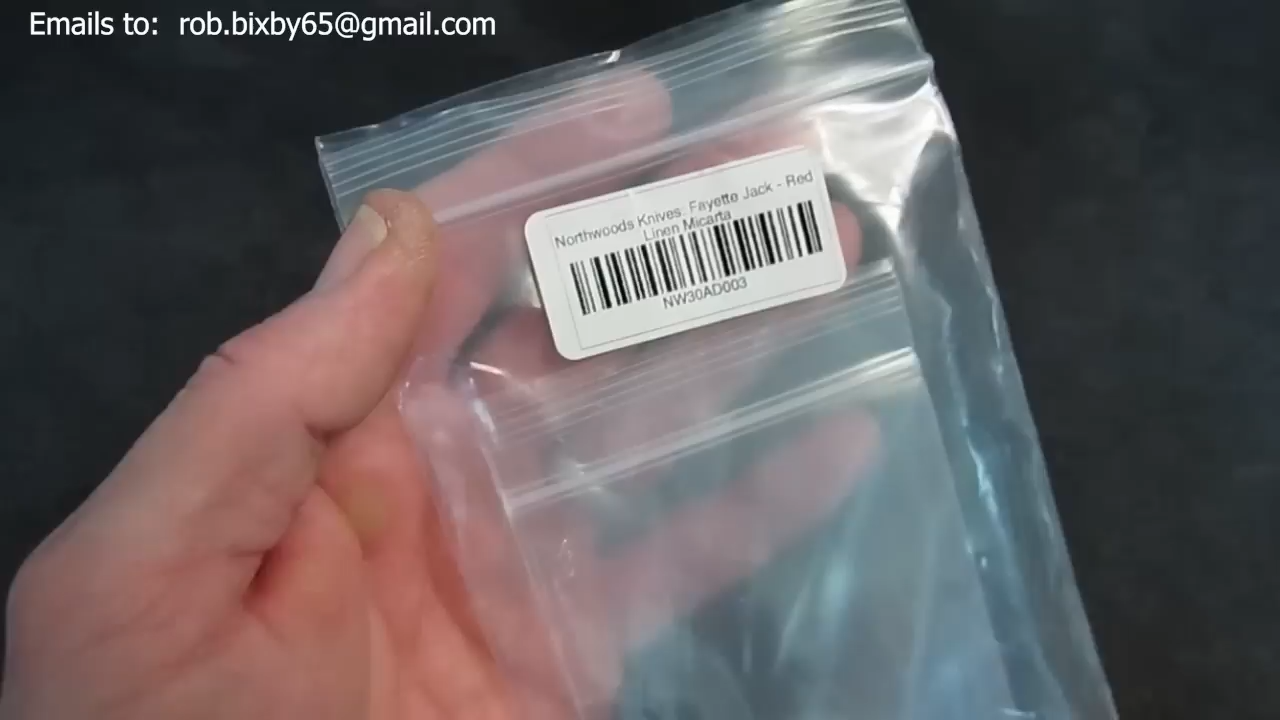 Emails to: rob.bixby65@gmail.com
Northwoods Knives: Fayette Jack - Red
Linen Micarta
NW30AD003